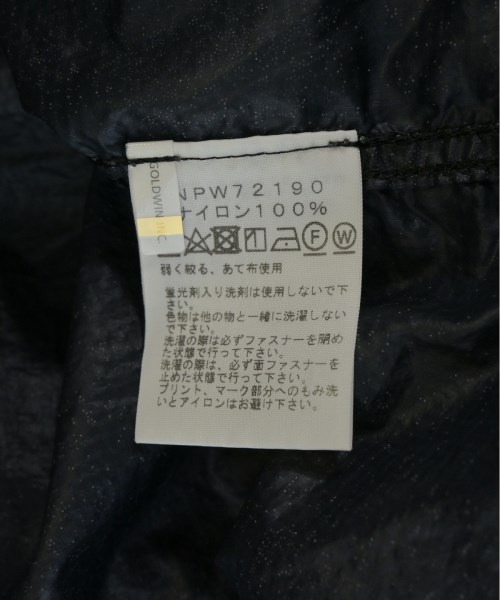 GOLDWIN INC.
NPW72190
ナイロン100%
F W
弱く絞る、あて布使用
蛍光剤入り洗剤は使用しないで下
さい。
色物は他の物と一緒に洗濯しない
で下さい。
洗濯の際は必ずファスナーを閉め
た状態で行って下さい。
洗濯の際は、必ず面ファスナーを
止めた状態で行って下さい。
プリント、マーク部分へのもみ洗
いとアイロンはお避け下さい。